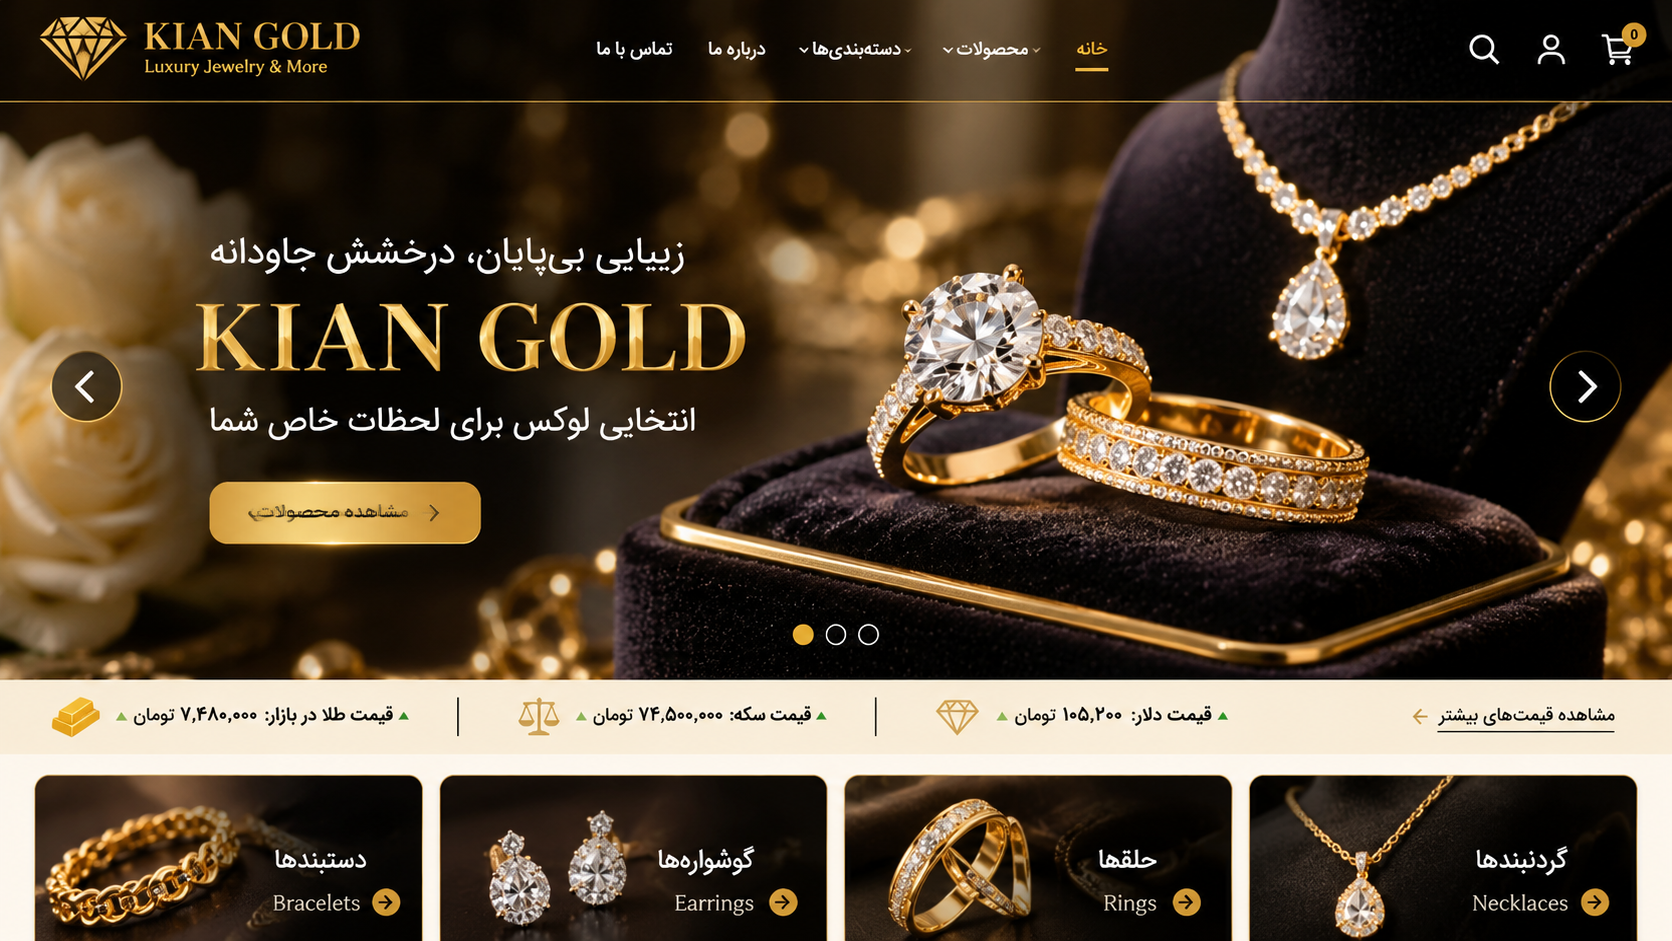 KIAN GOLD
Luxury Jewelry & More
خانه
محصولات
دسته‌بندی‌ها
درباره ما
تماس با ما
0
زیبایی بی‌پایان، درخشش جاودانه
KIAN GOLD
انتخابی لوکس برای لحظات خاص شما
مشاهده محصولات
قیمت طلا در بازار: ۷,۴۸۰,۰۰۰ تومان
قیمت سکه: ۷۴,۵۰۰,۰۰۰ تومان
قیمت دلار: ۱۰۵,۲۰۰ تومان
مشاهده قیمت‌های بیشتر
دستبندها
Bracelets
گوشواره‌ها
Earrings
حلقها
Rings
گردنبندها
Necklaces